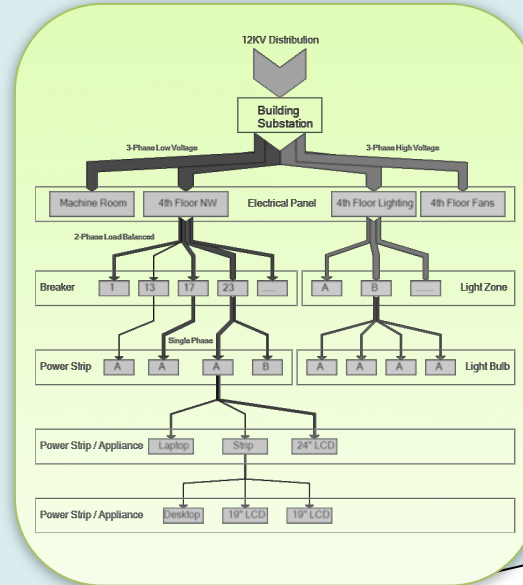 12KV Distribution
Building
Substation
3-Phase Low Voltage
3-Phase High Voltage
Machine Room
4th Floor NW
Electrical Panel
4th Floor Lighting
4th Floor Fans
2-Phase Load Balanced
Breaker
1
13
17
23
.....
A
B
.....
Light Zone
Single Phase
Power Strip
A
A
A
B
A
A
A
A
Light Bulb
Power Strip / Appliance
Laptop
Strip
24" LCD
Power Strip / Appliance
Desktop
19" LCD
19" LCD